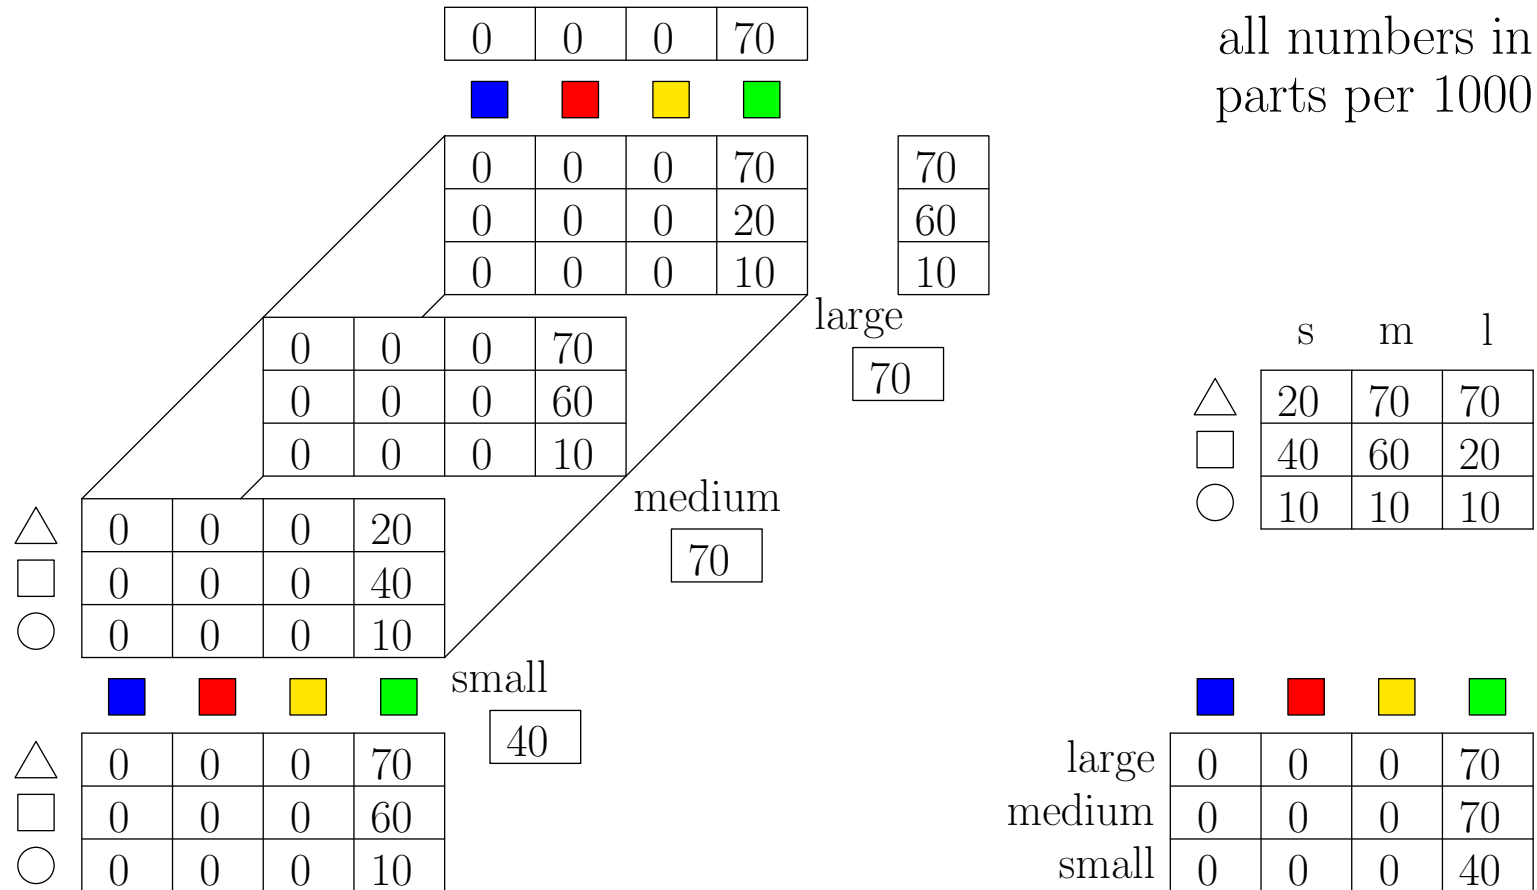 0 0 0 70
all numbers in
parts per 1000
0 0 0 70
0 0 0 20
0 0 0 10
70
60
10
large
70
0 0 0 70
0 0 0 60
0 0 0 10
medium
70
0 0 0 20
0 0 0 40
0 0 0 10
small
40
s m l
20 70 70
40 60 20
10 10 10
0 0 0 70
0 0 0 60
0 0 0 10
large 0 0 0 70
medium 0 0 0 70
small 0 0 0 40